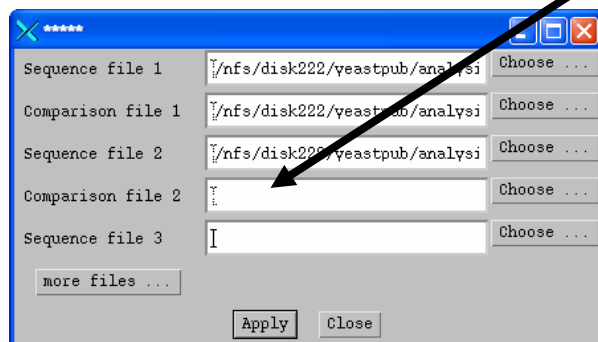 *****
Sequence file 1 /nfs/disk222/yeastpub/analysi Choose ...
Comparison file 1 /nfs/disk222/yeastpub/analysi Choose ...
Sequence file 2 /nfs/disk222/yeastpub/analysi Choose ...
Comparison file 2 Choose ...
Sequence file 3 Choose ...
more files ...
Apply Close